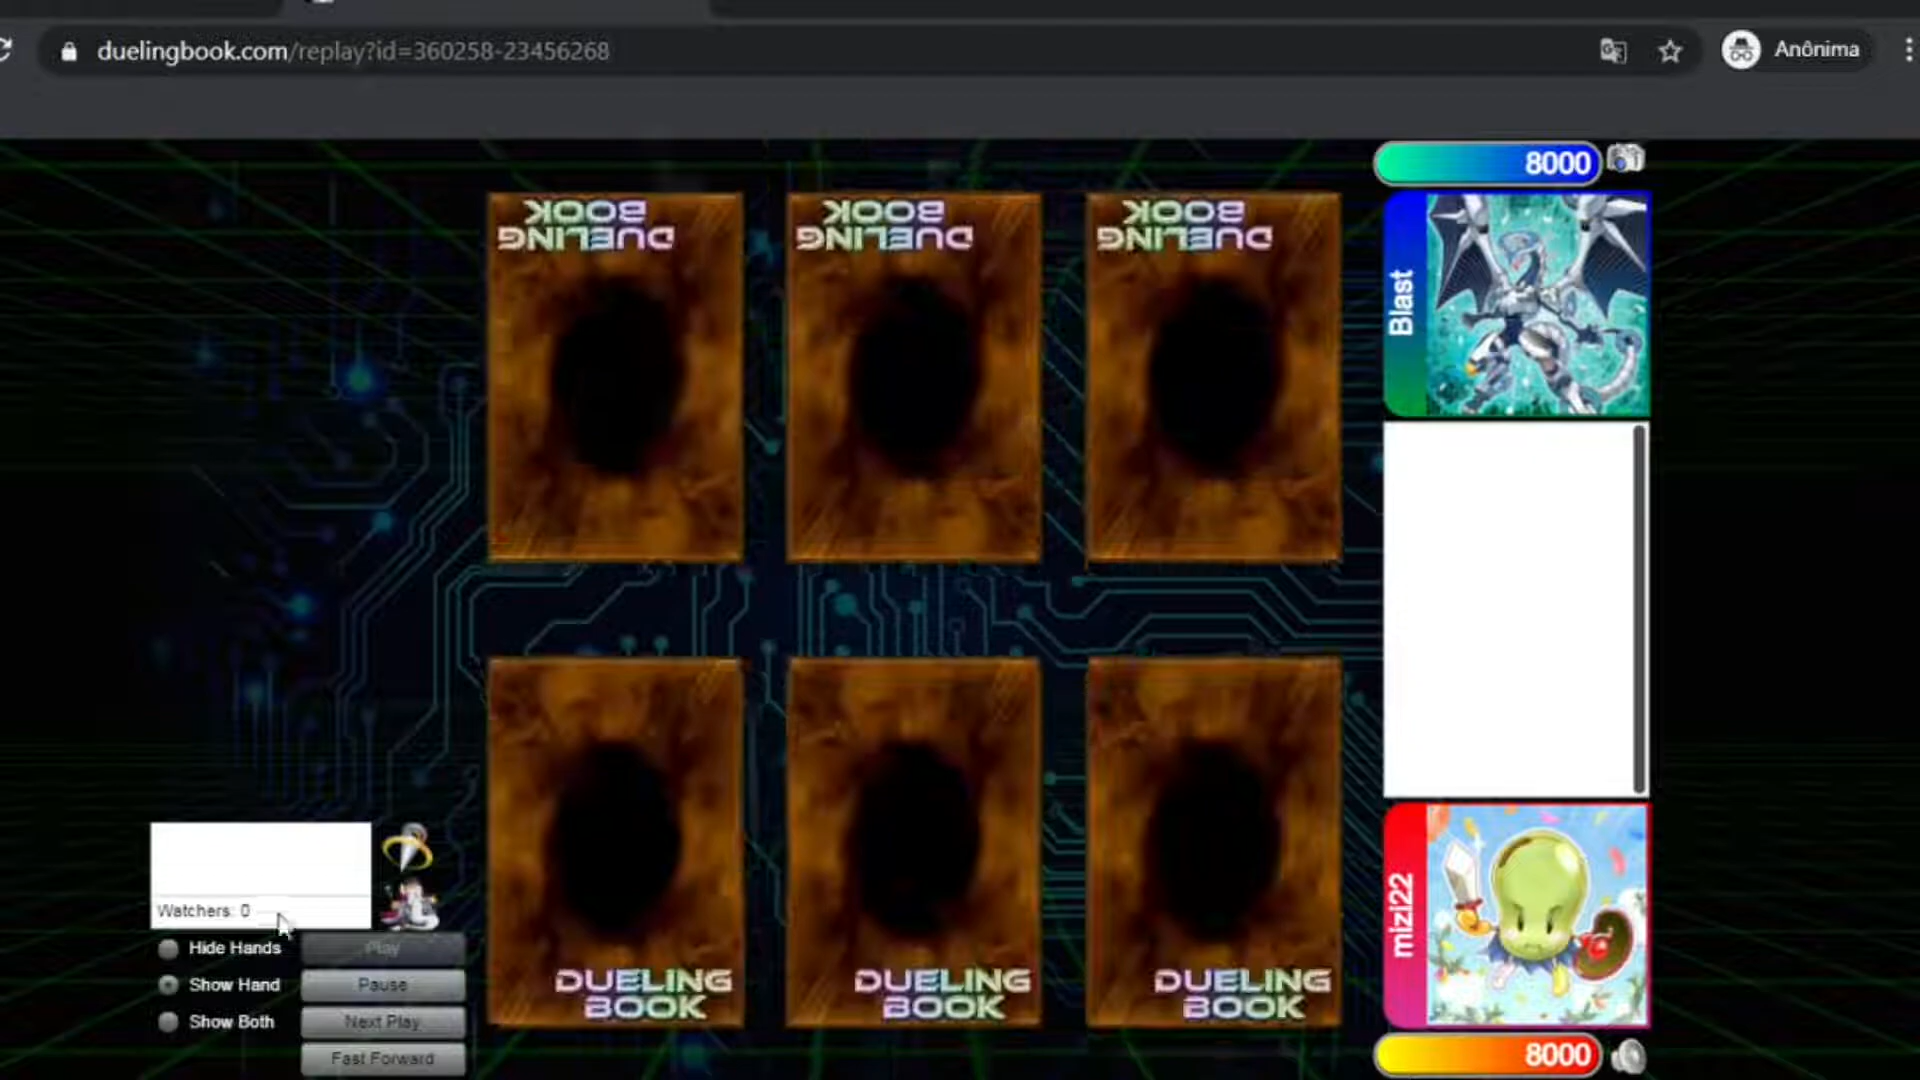 duelingbook.com/replay?id=360258-23456268
Anônima
8000
DUELING
BOOK
DUELING
BOOK
DUELING
BOOK
Blast
Watchers: 0
Hide Hands
Play
Show Hand
Pause
Show Both
Next Play
Fast Forward
DUELING
BOOK
DUELING
BOOK
DUELING
BOOK
mizi22
8000